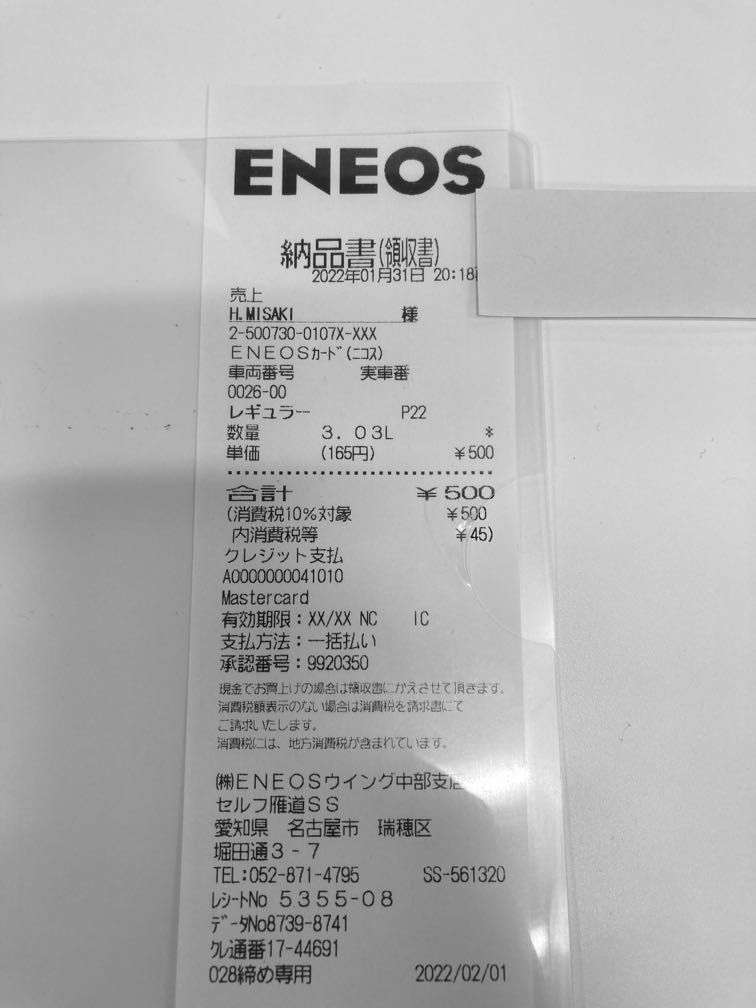 ENEOS
納品書(領収書)
2022年01月31日 20:18
売上
H.MISAKI 様
2-500730-0107X-XXX
ENEOSカード(ニコス)
車両番号 実車番
0026-00
レギュラー P22
数量 3.03L *
単価 (165円) ¥500
合計 ¥500
(消費税10%対象 ¥500
内消費税等 ¥45)
クレジット支払
A0000000041010
Mastercard
有効期限:XX/XX NC IC
支払方法:一括払い
承認番号:9920350
現金でお買上げの場合は領収書にかえさせて頂きます。
消費税額表示のない場合は消費税を請求書にて
ご請求いたします。
消費税には、地方消費税が含まれています。
(株)ENEOSウイング中部支店
セルフ雁道SS
愛知県 名古屋市 瑞穂区
堀田通3-7
TEL:052-871-4795 SS-561320
レシートNo 5355-08
データNo8739-8741
クレ通番17-44691
028締め専用 2022/02/01